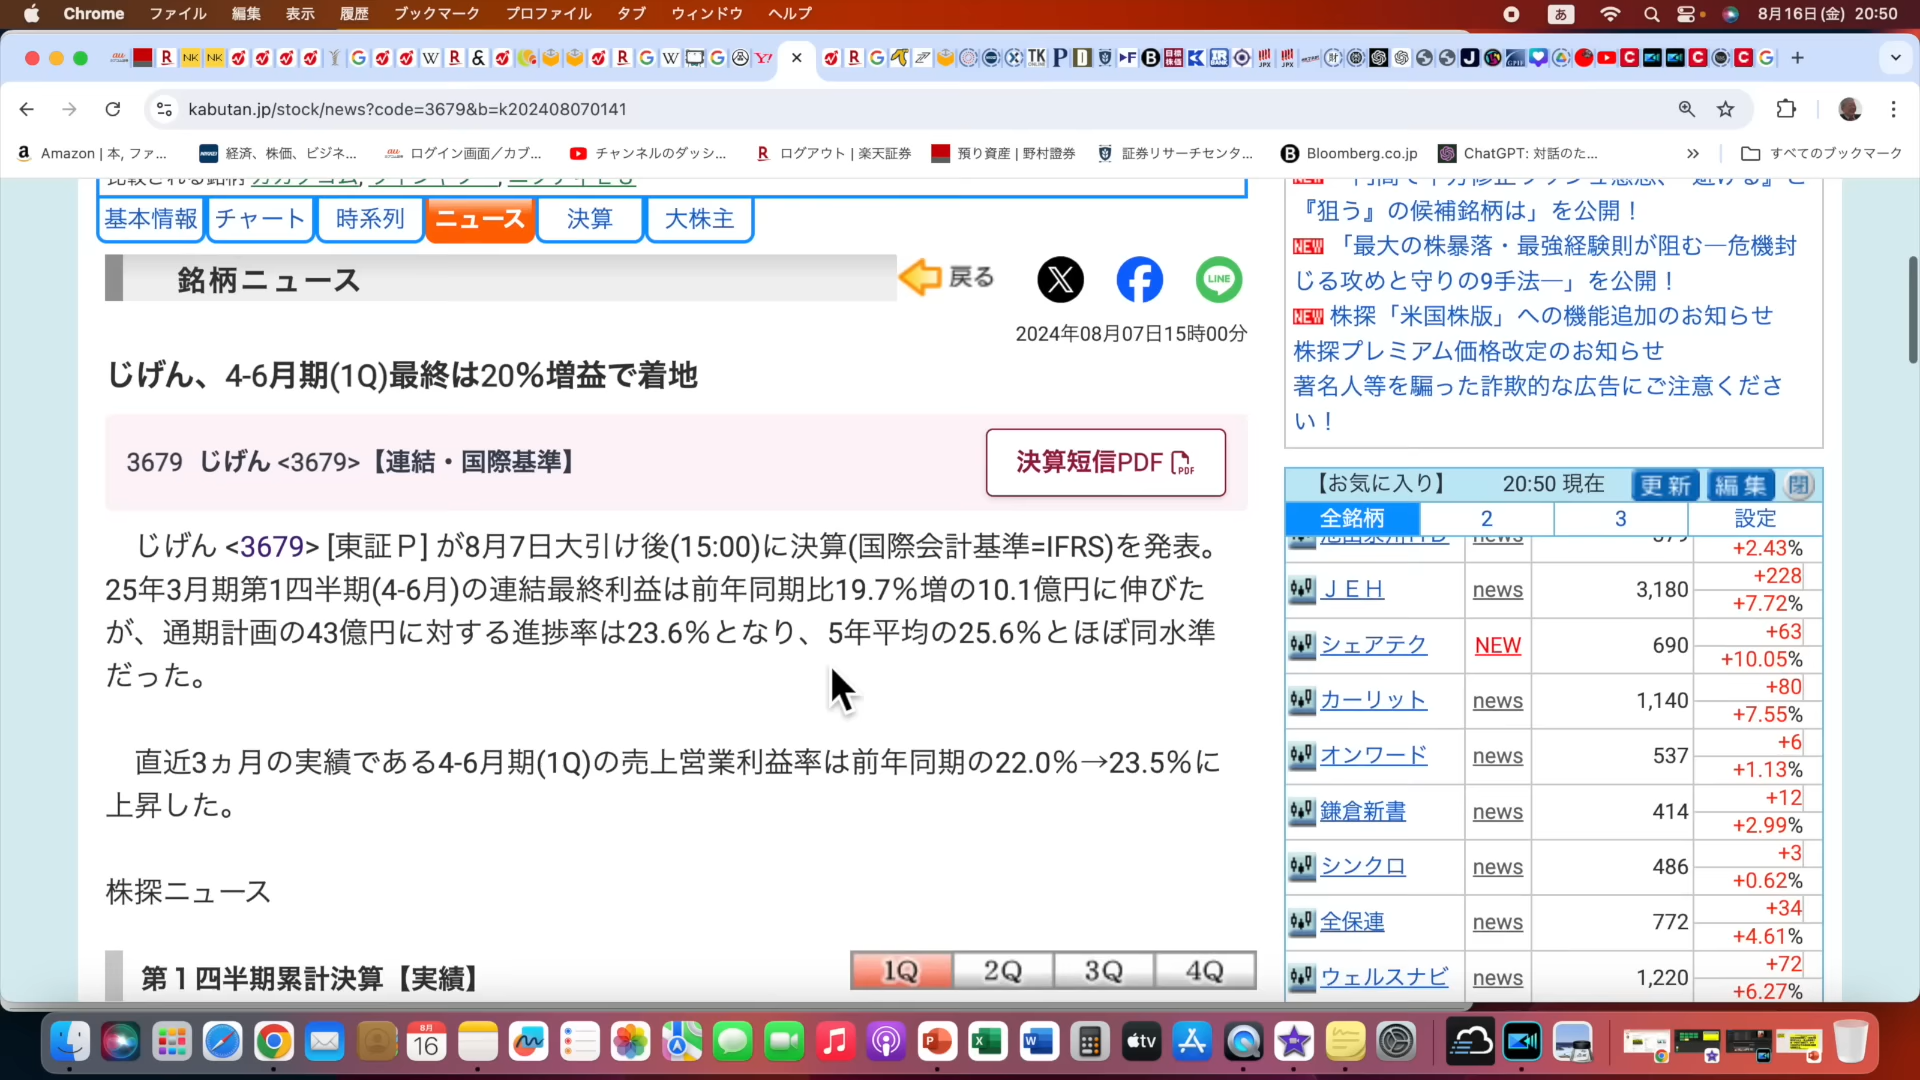 Chrome ファイル 編集 表示 履歴 ブックマーク プロファイル タブ ウィンドウ ヘルプ
あ 8月16日(金) 20:50
kabutan.jp/stock/news?code=3679&b=k202408070141
Amazon | 本, ファ... 経済、株価、ビジネ... ログイン画面／カブ... チャンネルのダッシ... ログアウト | 楽天証券 預り資産 | 野村證券 証券リサーチセンタ... Bloomberg.co.jp ChatGPT: 対話のた... » すべてのブックマーク
基本情報 チャート 時系列 ニュース 決算 大株主
銘柄ニュース
戻る
LINE
2024年08月07日15時00分
じげん、4-6月期(1Q)最終は20%増益で着地
3679 じげん <3679>【連結・国際基準】
決算短信PDF
じげん <3679> [東証Ｐ] が8月7日大引け後(15:00)に決算(国際会計基準=IFRS)を発表。
25年3月期第1四半期(4-6月)の連結最終利益は前年同期比19.7％増の10.1億円に伸びた
が、通期計画の43億円に対する進捗率は23.6％となり、5年平均の25.6％とほぼ同水準
だった。
直近3ヵ月の実績である4-6月期(1Q)の売上営業利益率は前年同期の22.0％→23.5％に
上昇した。
株探ニュース
第１四半期累計決算【実績】
1Q 2Q 3Q 4Q
『狙う』の候補銘柄は」を公開！
NEW 「最大の株暴落・最強経験則が阻む―危機封
じる攻めと守りの9手法―」を公開！
NEW 株探「米国株版」への機能追加のお知らせ
株探プレミアム価格改定のお知らせ
著名人等を騙った詐欺的な広告にご注意くださ
い！
【お気に入り】 20:50 現在 更新 編集 閉
全銘柄 2 3 設定
+2.43%
ＪＥＨ news 3,180 +228
+7.72%
シェアテク NEW 690 +63
+10.05%
カーリット news 1,140 +80
+7.55%
オンワード news 537 +6
+1.13%
鎌倉新書 news 414 +12
+2.99%
シンクロ news 486 +3
+0.62%
全保連 news 772 +34
+4.61%
ウェルスナビ news 1,220 +72
+6.27%
8月
16